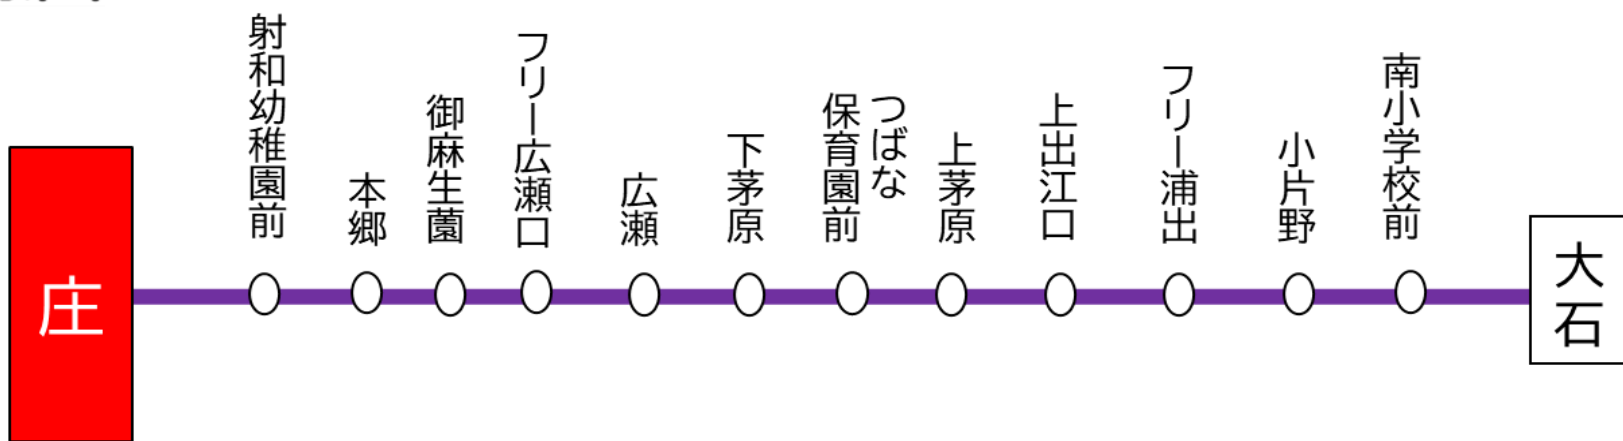 庄
射和幼稚園前
本郷
御麻生薗
フリー広瀬口
広瀬
下茅原
つばな
保育園前
上茅原
上出江口
フリー浦出
小片野
南小学校前
大石